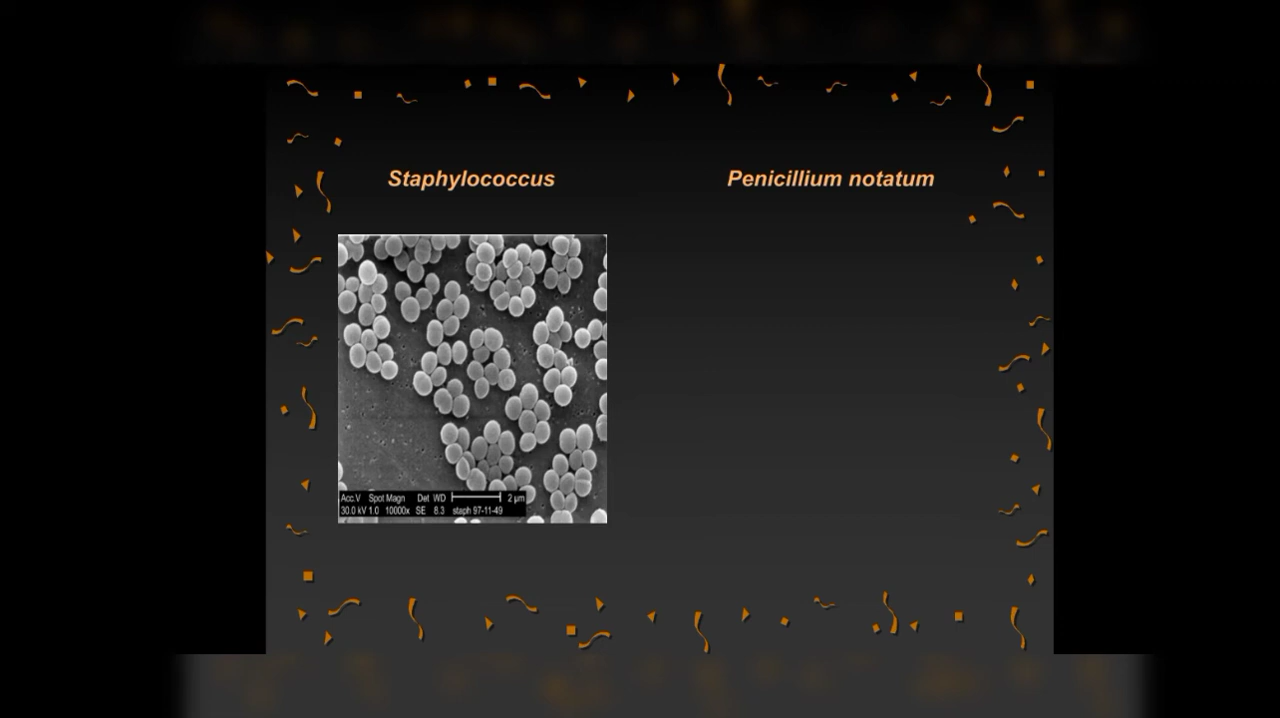 Staphylococcus
Penicillium notatum
Acc.V Spot Magn Det WD 2 µm
30.0 kV 1.0 10000x SE 8.3 staph 97-11-49